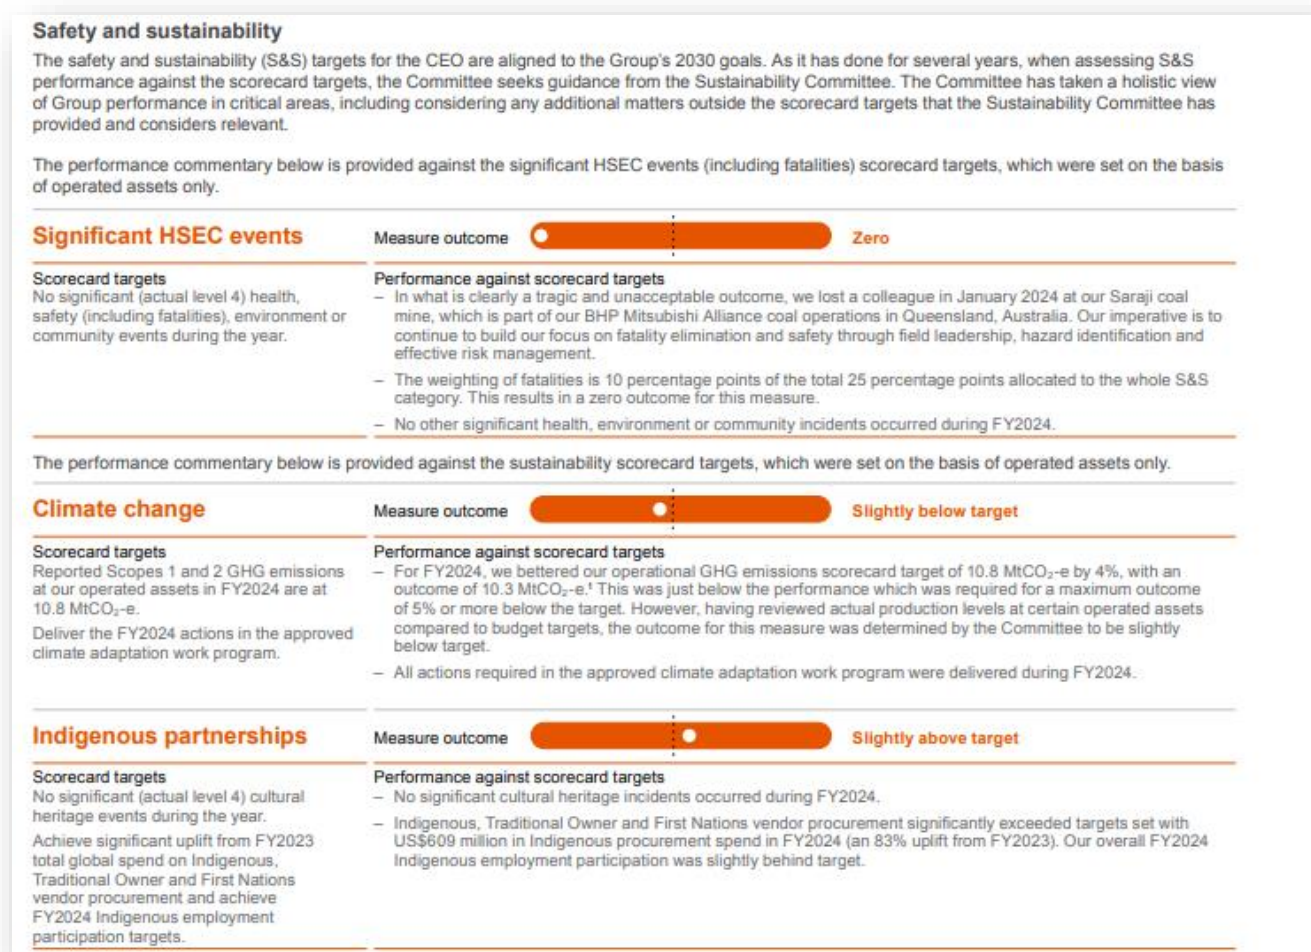 Safety and sustainability
The safety and sustainability (S&S) targets for the CEO are aligned to the Group's 2030 goals. As it has done for several years, when assessing S&S
performance against the scorecard targets, the Committee seeks guidance from the Sustainability Committee. The Committee has taken a holistic view
of Group performance in critical areas, including considering any additional matters outside the scorecard targets that the Sustainability Committee has
provided and considers relevant.
The performance commentary below is provided against the significant HSEC events (including fatalities) scorecard targets, which were set on the basis
of operated assets only.
Significant HSEC events
Measure outcome
Zero
Scorecard targets
No significant (actual level 4) health,
safety (including fatalities), environment or
community events during the year.
Performance against scorecard targets
– In what is clearly a tragic and unacceptable outcome, we lost a colleague in January 2024 at our Saraji coal
mine, which is part of our BHP Mitsubishi Alliance coal operations in Queensland, Australia. Our imperative is to
continue to build our focus on fatality elimination and safety through field leadership, hazard identification and
effective risk management.
– The weighting of fatalities is 10 percentage points of the total 25 percentage points allocated to the whole S&S
category. This results in a zero outcome for this measure.
– No other significant health, environment or community incidents occurred during FY2024.
The performance commentary below is provided against the sustainability scorecard targets, which were set on the basis of operated assets only.
Climate change
Measure outcome
Slightly below target
Scorecard targets
Reported Scopes 1 and 2 GHG emissions
at our operated assets in FY2024 are at
10.8 MtCO₂-e.
Deliver the FY2024 actions in the approved
climate adaptation work program.
Performance against scorecard targets
– For FY2024, we bettered our operational GHG emissions scorecard target of 10.8 MtCO₂-e by 4%, with an
outcome of 10.3 MtCO₂-e.¹ This was just below the performance which was required for a maximum outcome
of 5% or more below the target. However, having reviewed actual production levels at certain operated assets
compared to budget targets, the outcome for this measure was determined by the Committee to be slightly
below target.
– All actions required in the approved climate adaptation work program were delivered during FY2024.
Indigenous partnerships
Measure outcome
Slightly above target
Scorecard targets
No significant (actual level 4) cultural
heritage events during the year.
Achieve significant uplift from FY2023
total global spend on Indigenous,
Traditional Owner and First Nations
vendor procurement and achieve
FY2024 Indigenous employment
participation targets.
Performance against scorecard targets
– No significant cultural heritage incidents occurred during FY2024.
– Indigenous, Traditional Owner and First Nations vendor procurement significantly exceeded targets set with
US$609 million in Indigenous procurement spend in FY2024 (an 83% uplift from FY2023). Our overall FY2024
Indigenous employment participation was slightly behind target.